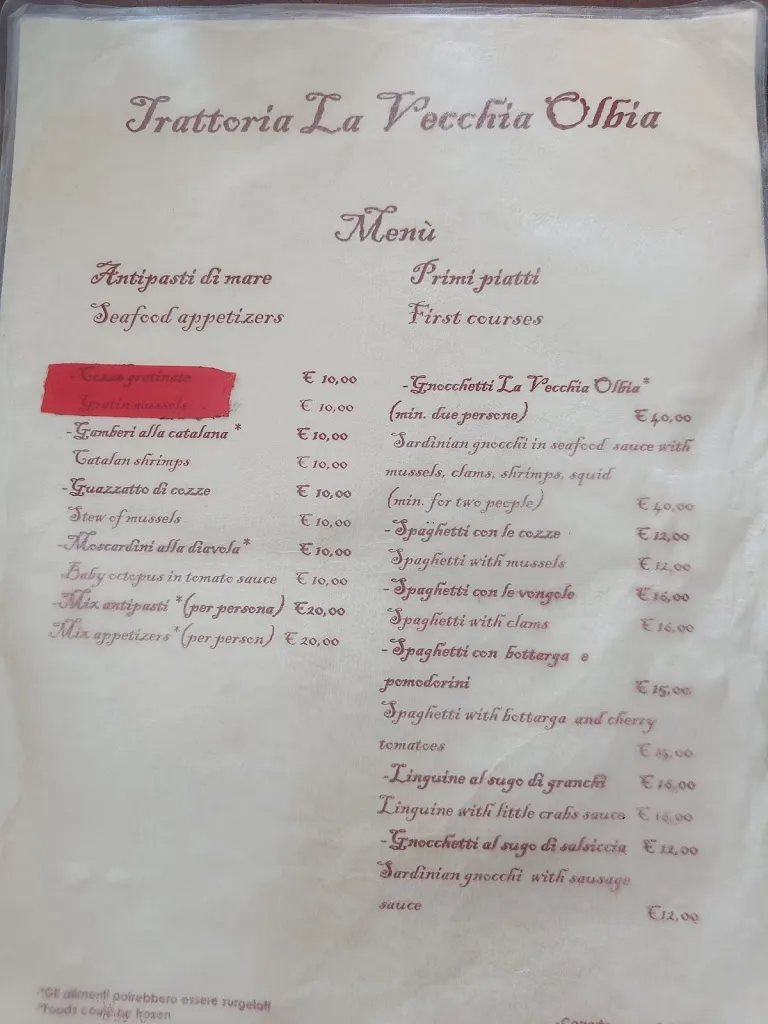 Trattoria La Vecchia Olbia
Menù
Antipasti di mare
Seafood appetizers
-Cozze gratinate € 10,00
Gratin mussels € 10,00
-Gamberi alla catalana * € 10,00
Catalan shrimps € 10,00
-Guazzatto di cozze € 10,00
Stew of mussels € 10,00
-Moscardini alla diavola* € 10,00
Baby octopus in tomato sauce € 10,00
-Mix antipasti *(per persona) €20,00
Mix appetizers*(per person) € 20,00
Primi piatti
First courses
-Gnocchetti La Vecchia Olbia*
(min. due persone) € 40,00
Sardinian gnocchi in seafood sauce with
mussels, clams, shrimps, squid
(min. for two people) € 40,00
-Spaghetti con le cozze € 12,00
Spaghetti with mussels € 12,00
-Spaghetti con le vongole € 16,00
Spaghetti with clams € 16,00
-Spaghetti con bottarga e
pomodorini € 15,00
Spaghetti with bottarga and cherry
tomatoes € 15,00
-Linguine al sugo di granchi € 16,00
Linguine with little crabs sauce € 16,00
-Gnocchetti al sugo di salsiccia € 12,00
Sardinian gnocchi with sausage
sauce € 12,00
*Gli alimenti potrebbero essere surgelati
*Foods could be frozen